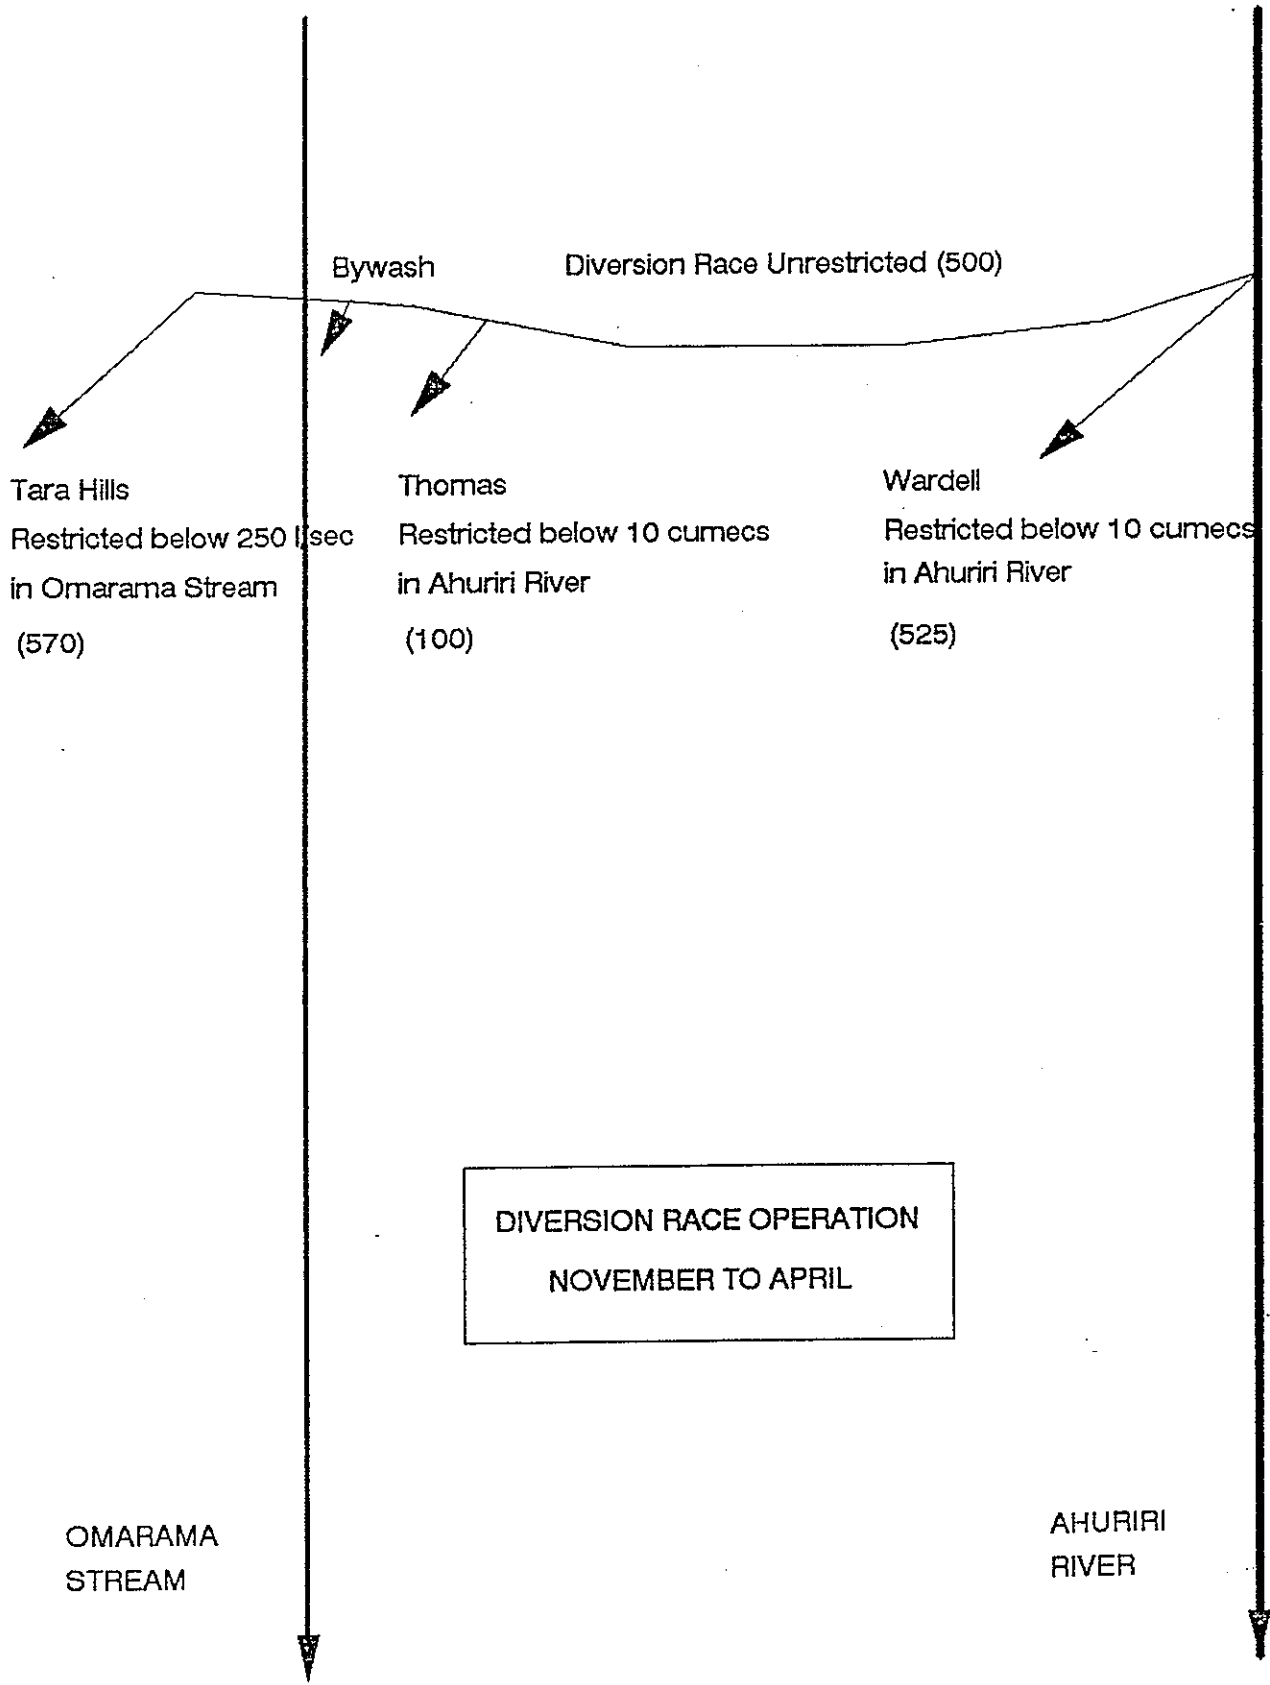 Bywash
Diversion Race Unrestricted (500)
Tara Hills
Restricted below 250 l/sec
in Omarama Stream
(570)
Thomas
Restricted below 10 cumecs
in Ahuriri River
(100)
Wardell
Restricted below 10 cumecs
in Ahuriri River
(525)
DIVERSION RACE OPERATION
NOVEMBER TO APRIL
OMARAMA
STREAM
AHURIRI
RIVER